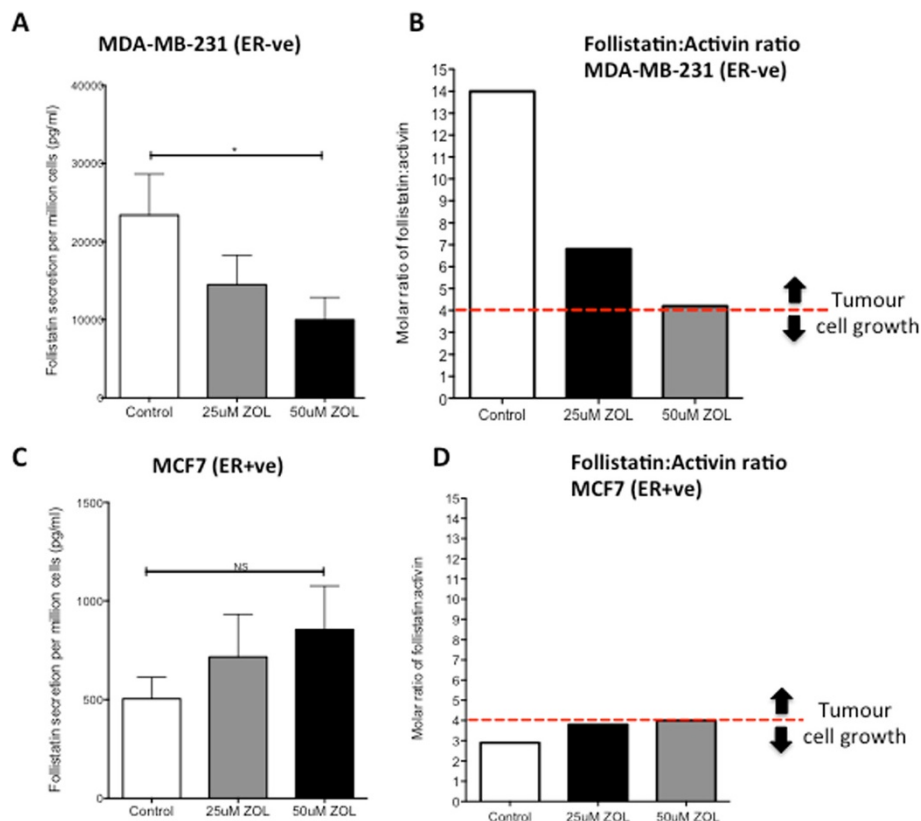 A
MDA-MB-231 (ER-ve)
Follistatin secretion per million cells (pg/ml)
40000
30000
20000
10000
0
*
Control
25uM ZOL
50uM ZOL
B
Follistatin:Activin ratio
MDA-MB-231 (ER-ve)
Molar ratio of follistatin:activin
15
14
13
12
11
10
9
8
7
6
5
4
3
2
1
0
Control
25uM ZOL
50uM ZOL
Tumour
cell growth
C
MCF7 (ER+ve)
Follistatin secretion per million cells (pg/ml)
1500
1000
500
0
NS
Control
25uM ZOL
50uM ZOL
D
Follistatin:Activin ratio
MCF7 (ER+ve)
Molar ratio of follistatin:activin
15
14
13
12
11
10
9
8
7
6
5
4
3
2
1
0
Control
25uM ZOL
50uM ZOL
Tumour
cell growth